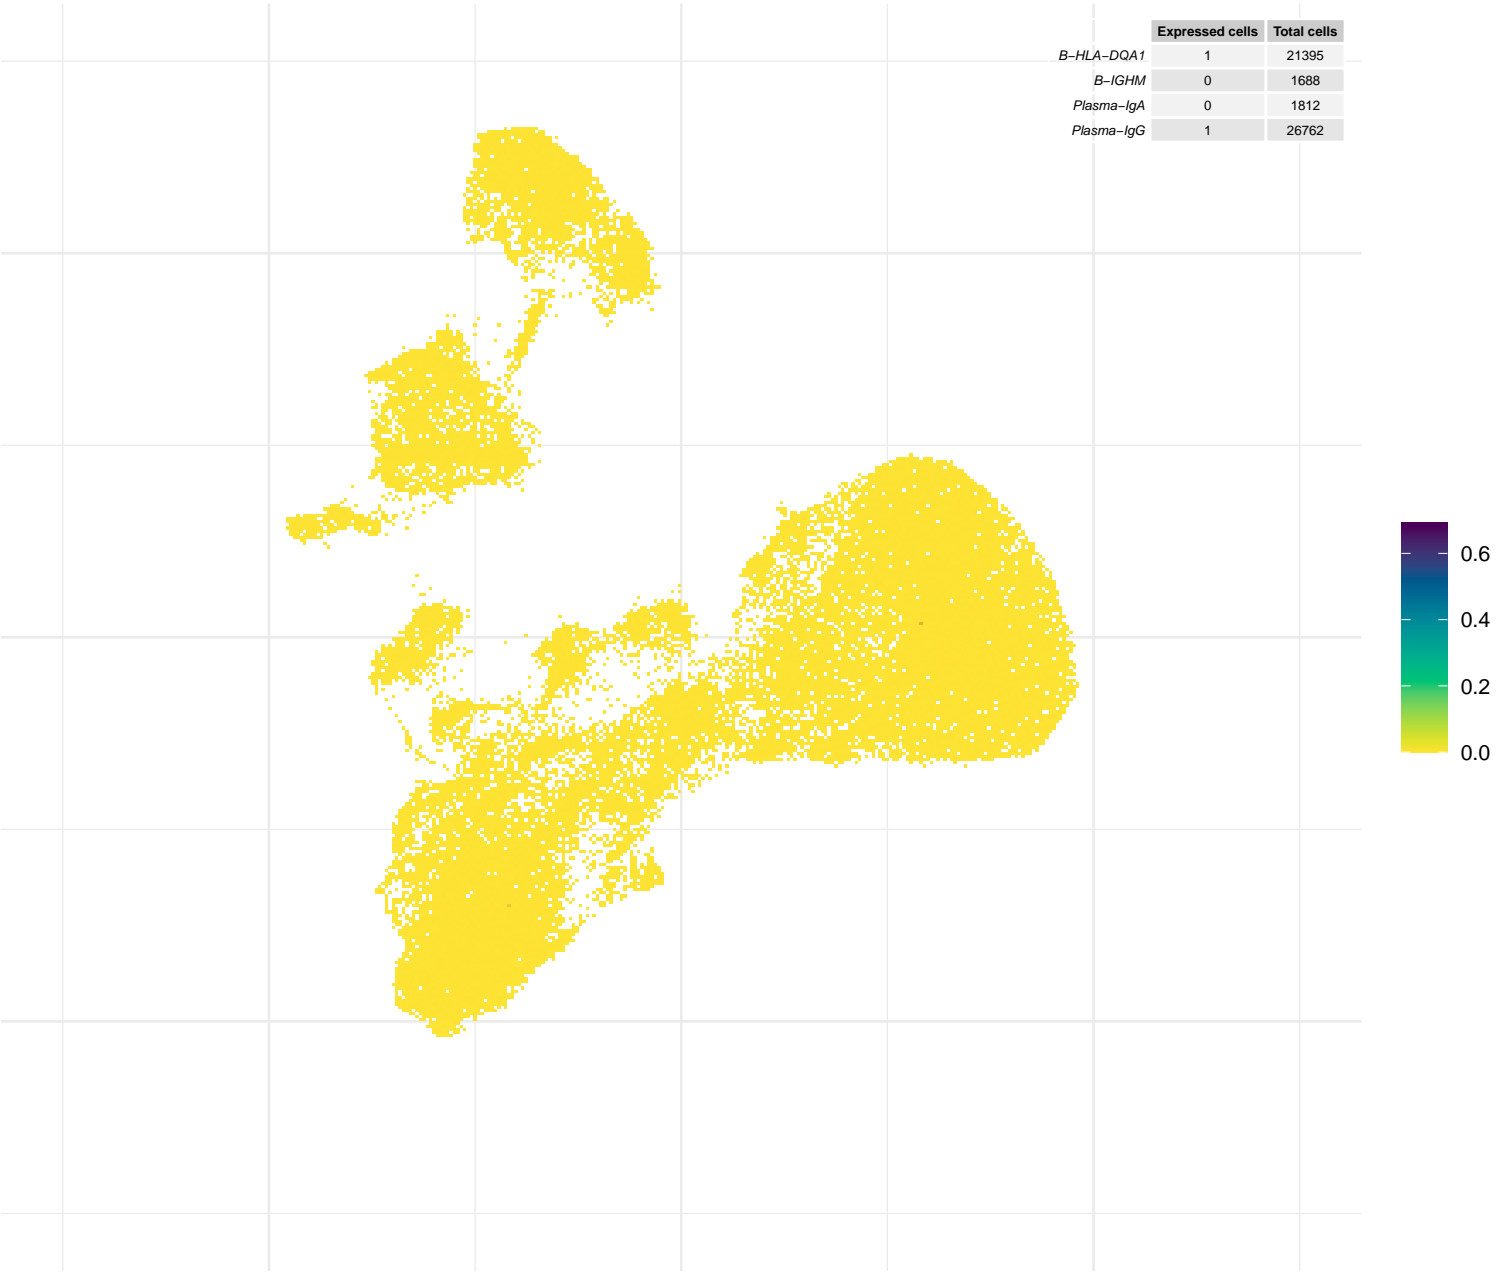 Expressed cells Total cells
B−HLA−DQA1 1 21395
B−IGHM 0 1688
Plasma−IgA 0 1812
Plasma−IgG 1 26762
0.6
0.4
0.2
0.0